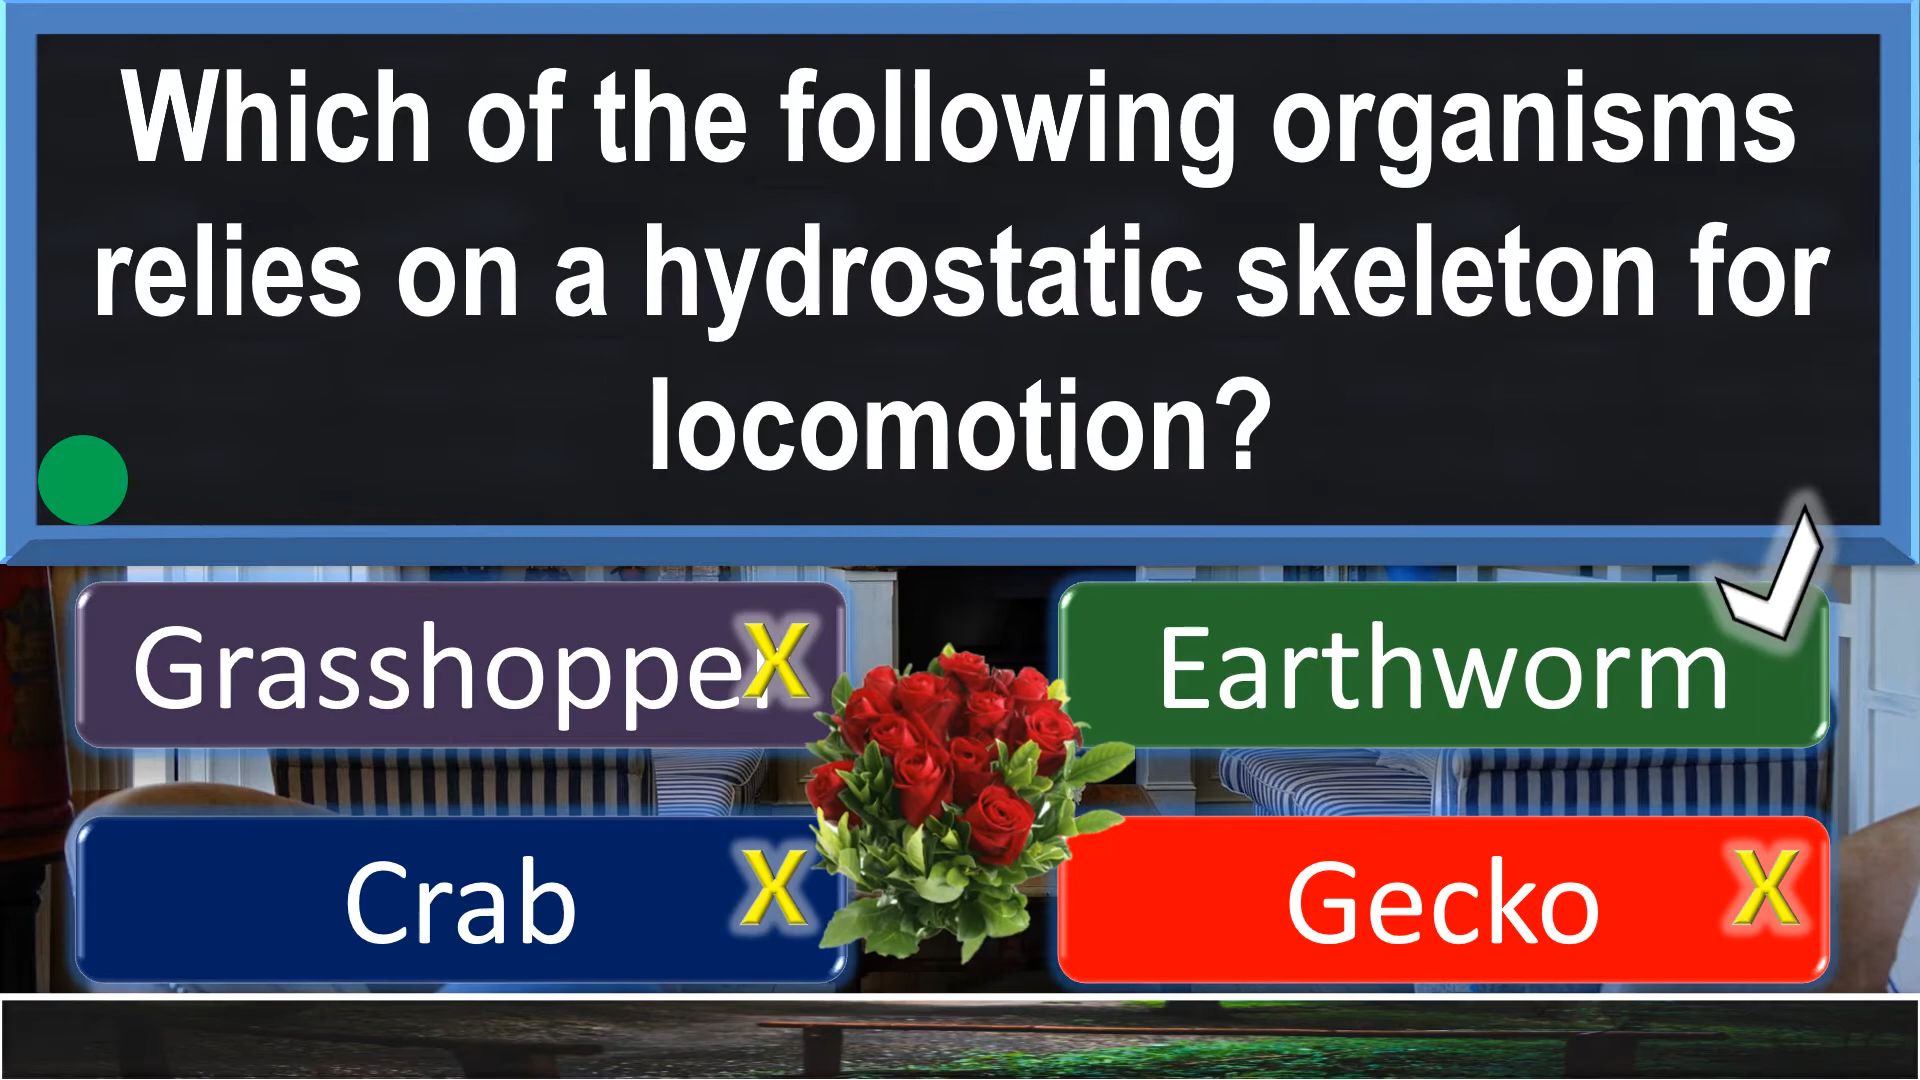 Which of the following organisms
relies on a hydrostatic skeleton for
locomotion?
Grasshopper X
Earthworm
Crab X
Gecko X